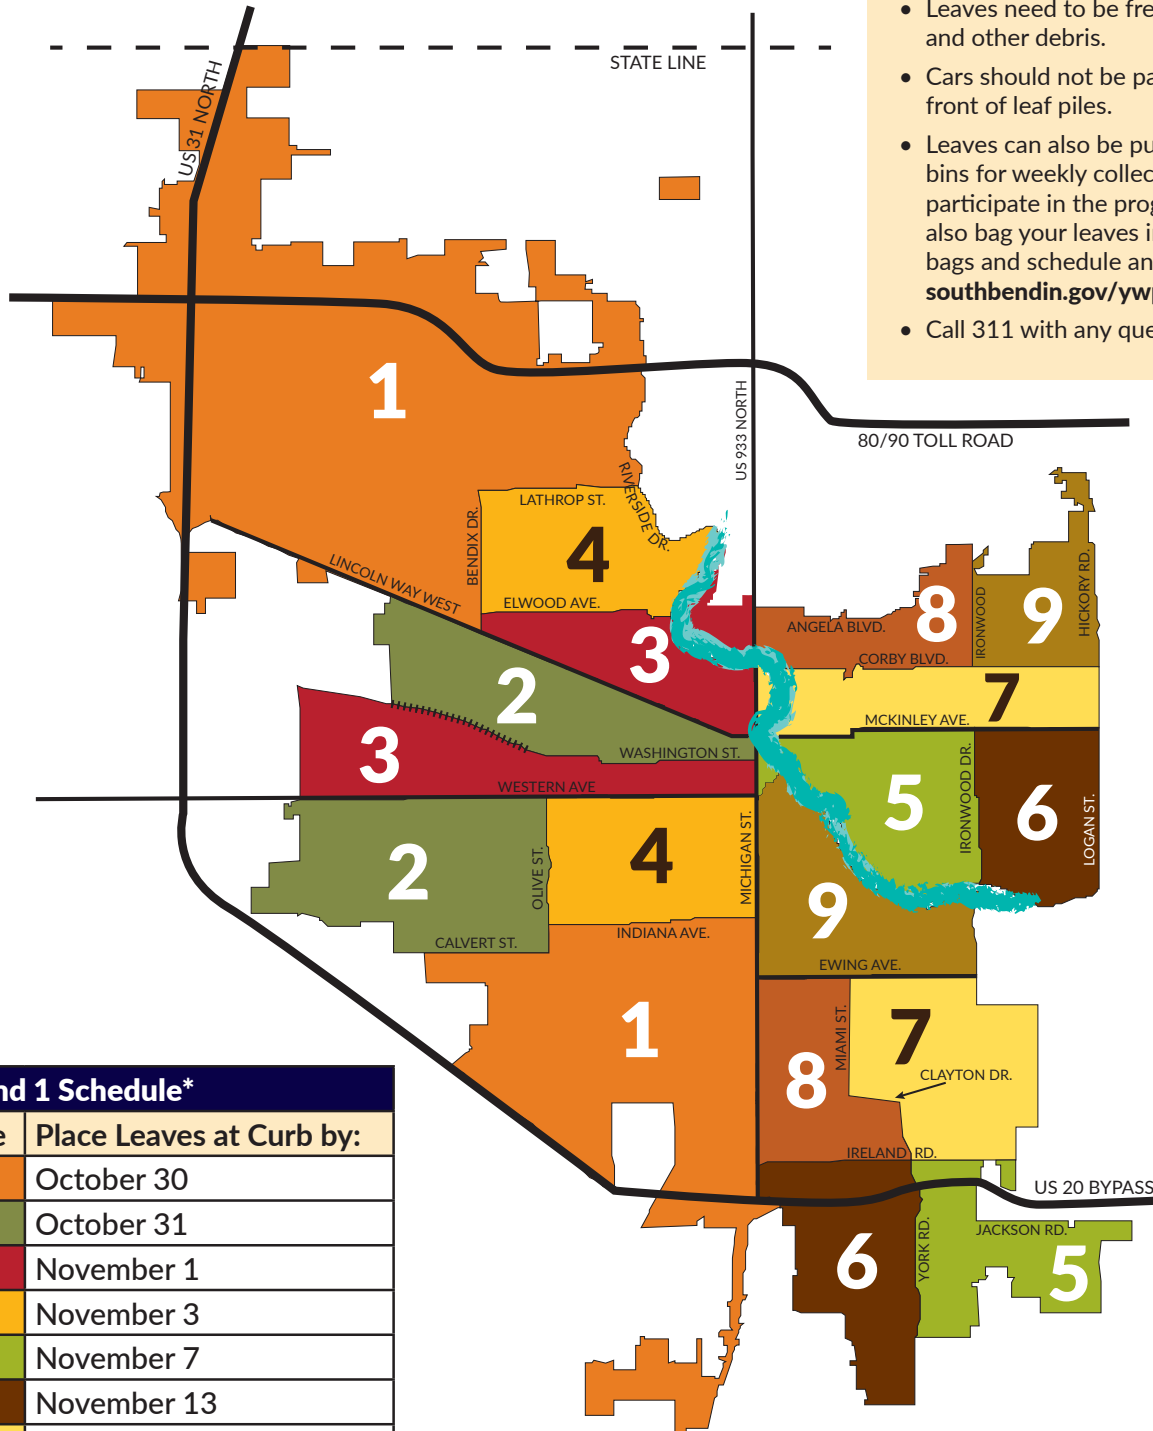 • Leaves need to be fre
and other debris.
• Cars should not be pa
front of leaf piles.
• Leaves can also be pu
bins for weekly collec
participate in the prog
also bag your leaves i
bags and schedule an
southbendin.gov/ywp
• Call 311 with any que
STATE LINE
US 31 NORTH
1
US 933 NORTH
80/90 TOLL ROAD
RIVERSIDE DR.
LATHROP ST.
BENDIX DR.
4
LINCOLN WAY WEST
ELWOOD AVE.
3
8
IRONWOOD
9
HICKORY RD.
ANGELA BLVD.
CORBY BLVD.
2
7
MCKINLEY AVE.
3
WASHINGTON ST.
WESTERN AVE
5
IRONWOOD DR.
6
LOGAN ST.
2
OLIVE ST.
4
MICHIGAN ST.
9
INDIANA AVE.
CALVERT ST.
EWING AVE.
1
8
MIAMI ST.
7
CLAYTON DR.
IRELAND RD.
US 20 BYPASS
6
YORK RD.
JACKSON RD.
5
nd 1 Schedule*
e Place Leaves at Curb by:
October 30
October 31
November 1
November 3
November 7
November 13